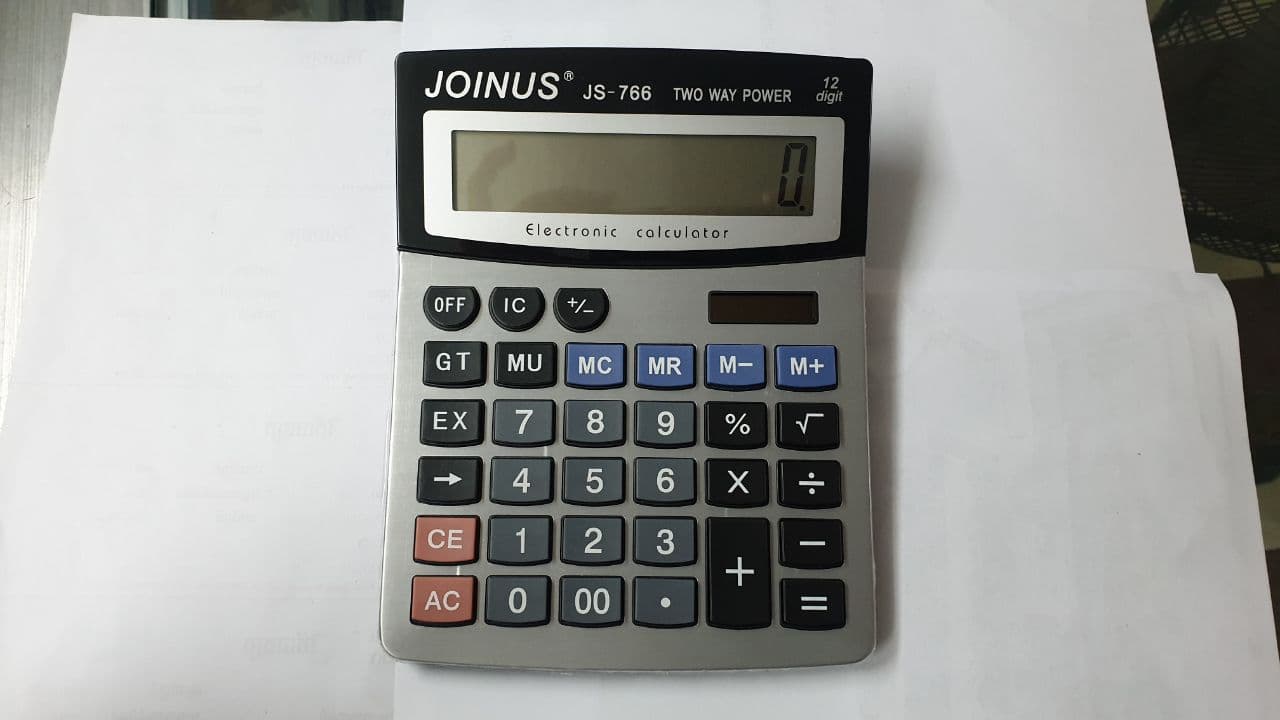 JOINUS® JS-766 TWO WAY POWER 12 digit
0.
Electronic calculator
OFF IC +/−
GT MU MC MR M− M+
EX 7 8 9 % √
→ 4 5 6 X ÷
CE 1 2 3 + −
AC 0 00 • =